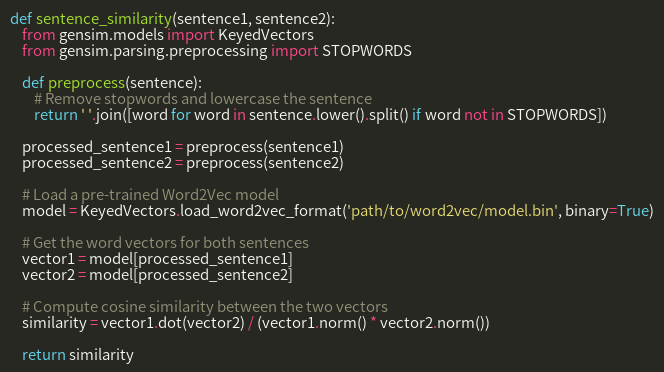 def sentence_similarity(sentence1, sentence2):
    from gensim.models import KeyedVectors
    from gensim.parsing.preprocessing import STOPWORDS

    def preprocess(sentence):
        # Remove stopwords and lowercase the sentence
        return ' '.join([word for word in sentence.lower().split() if word not in STOPWORDS])

    processed_sentence1 = preprocess(sentence1)
    processed_sentence2 = preprocess(sentence2)

    # Load a pre-trained Word2Vec model
    model = KeyedVectors.load_word2vec_format('path/to/word2vec/model.bin', binary=True)

    # Get the word vectors for both sentences
    vector1 = model[processed_sentence1]
    vector2 = model[processed_sentence2]

    # Compute cosine similarity between the two vectors
    similarity = vector1.dot(vector2) / (vector1.norm() * vector2.norm())

    return similarity